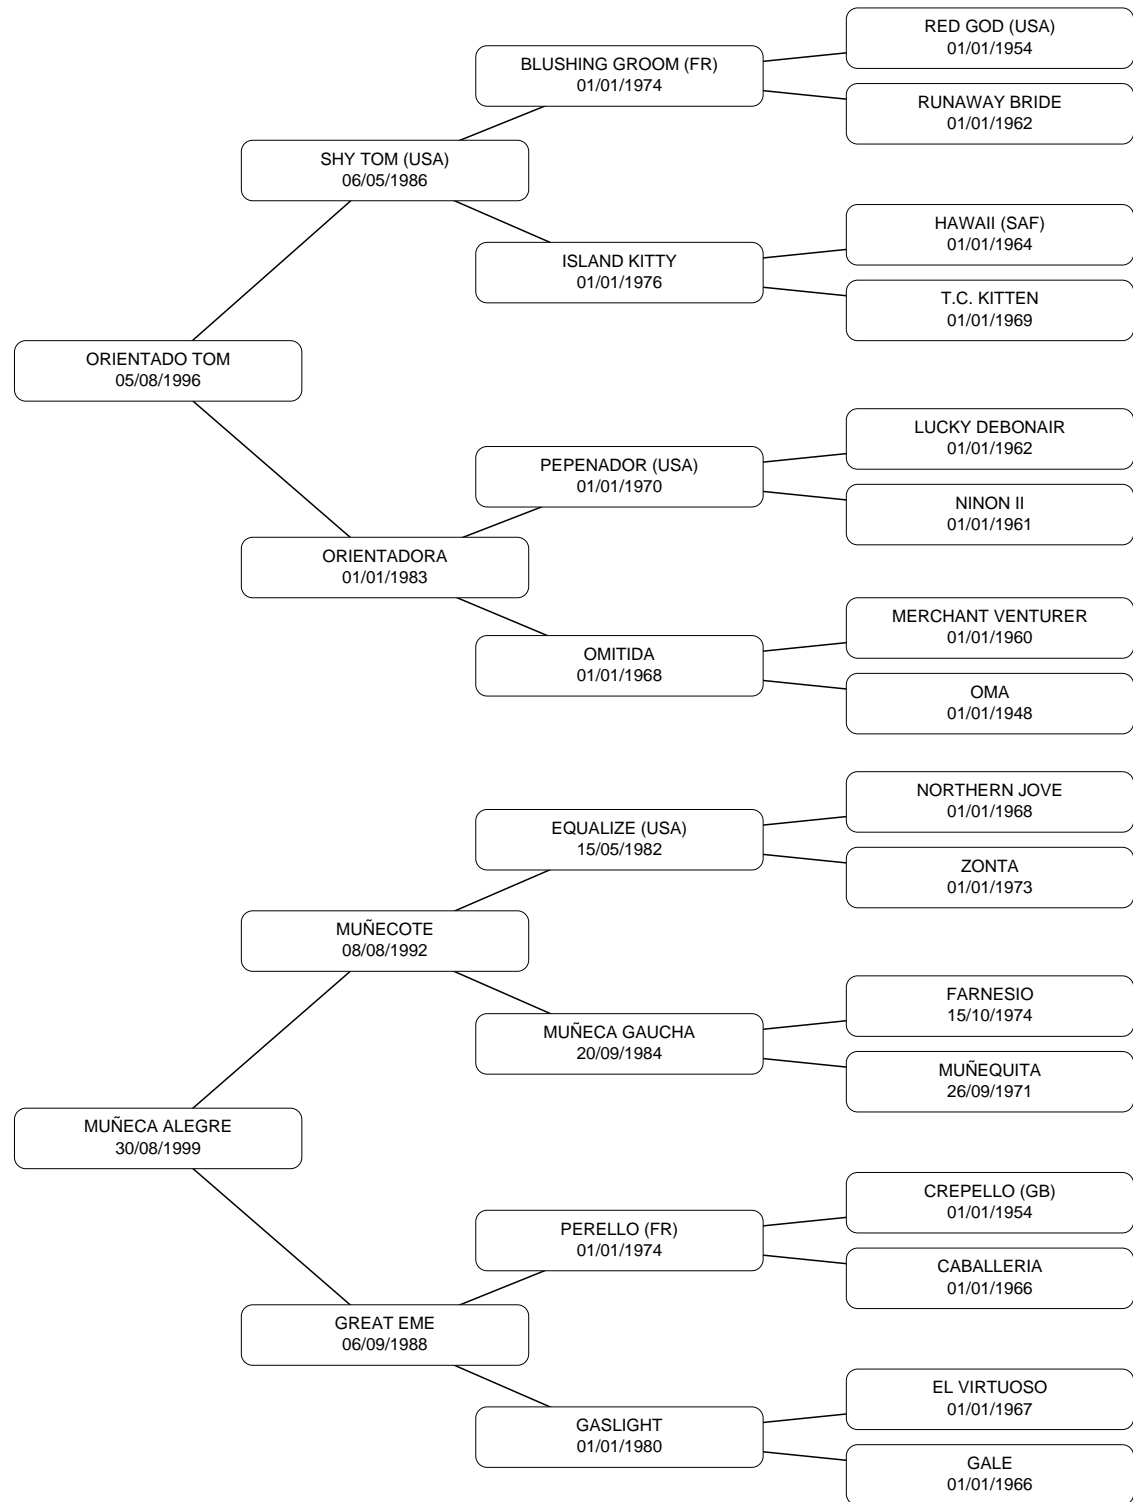 RED GOD (USA)
01/01/1954
BLUSHING GROOM (FR)
01/01/1974
RUNAWAY BRIDE
01/01/1962
SHY TOM (USA)
06/05/1986
HAWAII (SAF)
01/01/1964
ISLAND KITTY
01/01/1976
T.C. KITTEN
01/01/1969
ORIENTADO TOM
05/08/1996
LUCKY DEBONAIR
01/01/1962
PEPENADOR (USA)
01/01/1970
NINON II
01/01/1961
ORIENTADORA
01/01/1983
MERCHANT VENTURER
01/01/1960
OMITIDA
01/01/1968
OMA
01/01/1948
NORTHERN JOVE
01/01/1968
EQUALIZE (USA)
15/05/1982
ZONTA
01/01/1973
MUÑECOTE
08/08/1992
FARNESIO
15/10/1974
MUÑECA GAUCHA
20/09/1984
MUÑEQUITA
26/09/1971
MUÑECA ALEGRE
30/08/1999
CREPELLO (GB)
01/01/1954
PERELLO (FR)
01/01/1974
CABALLERIA
01/01/1966
GREAT EME
06/09/1988
EL VIRTUOSO
01/01/1967
GASLIGHT
01/01/1980
GALE
01/01/1966